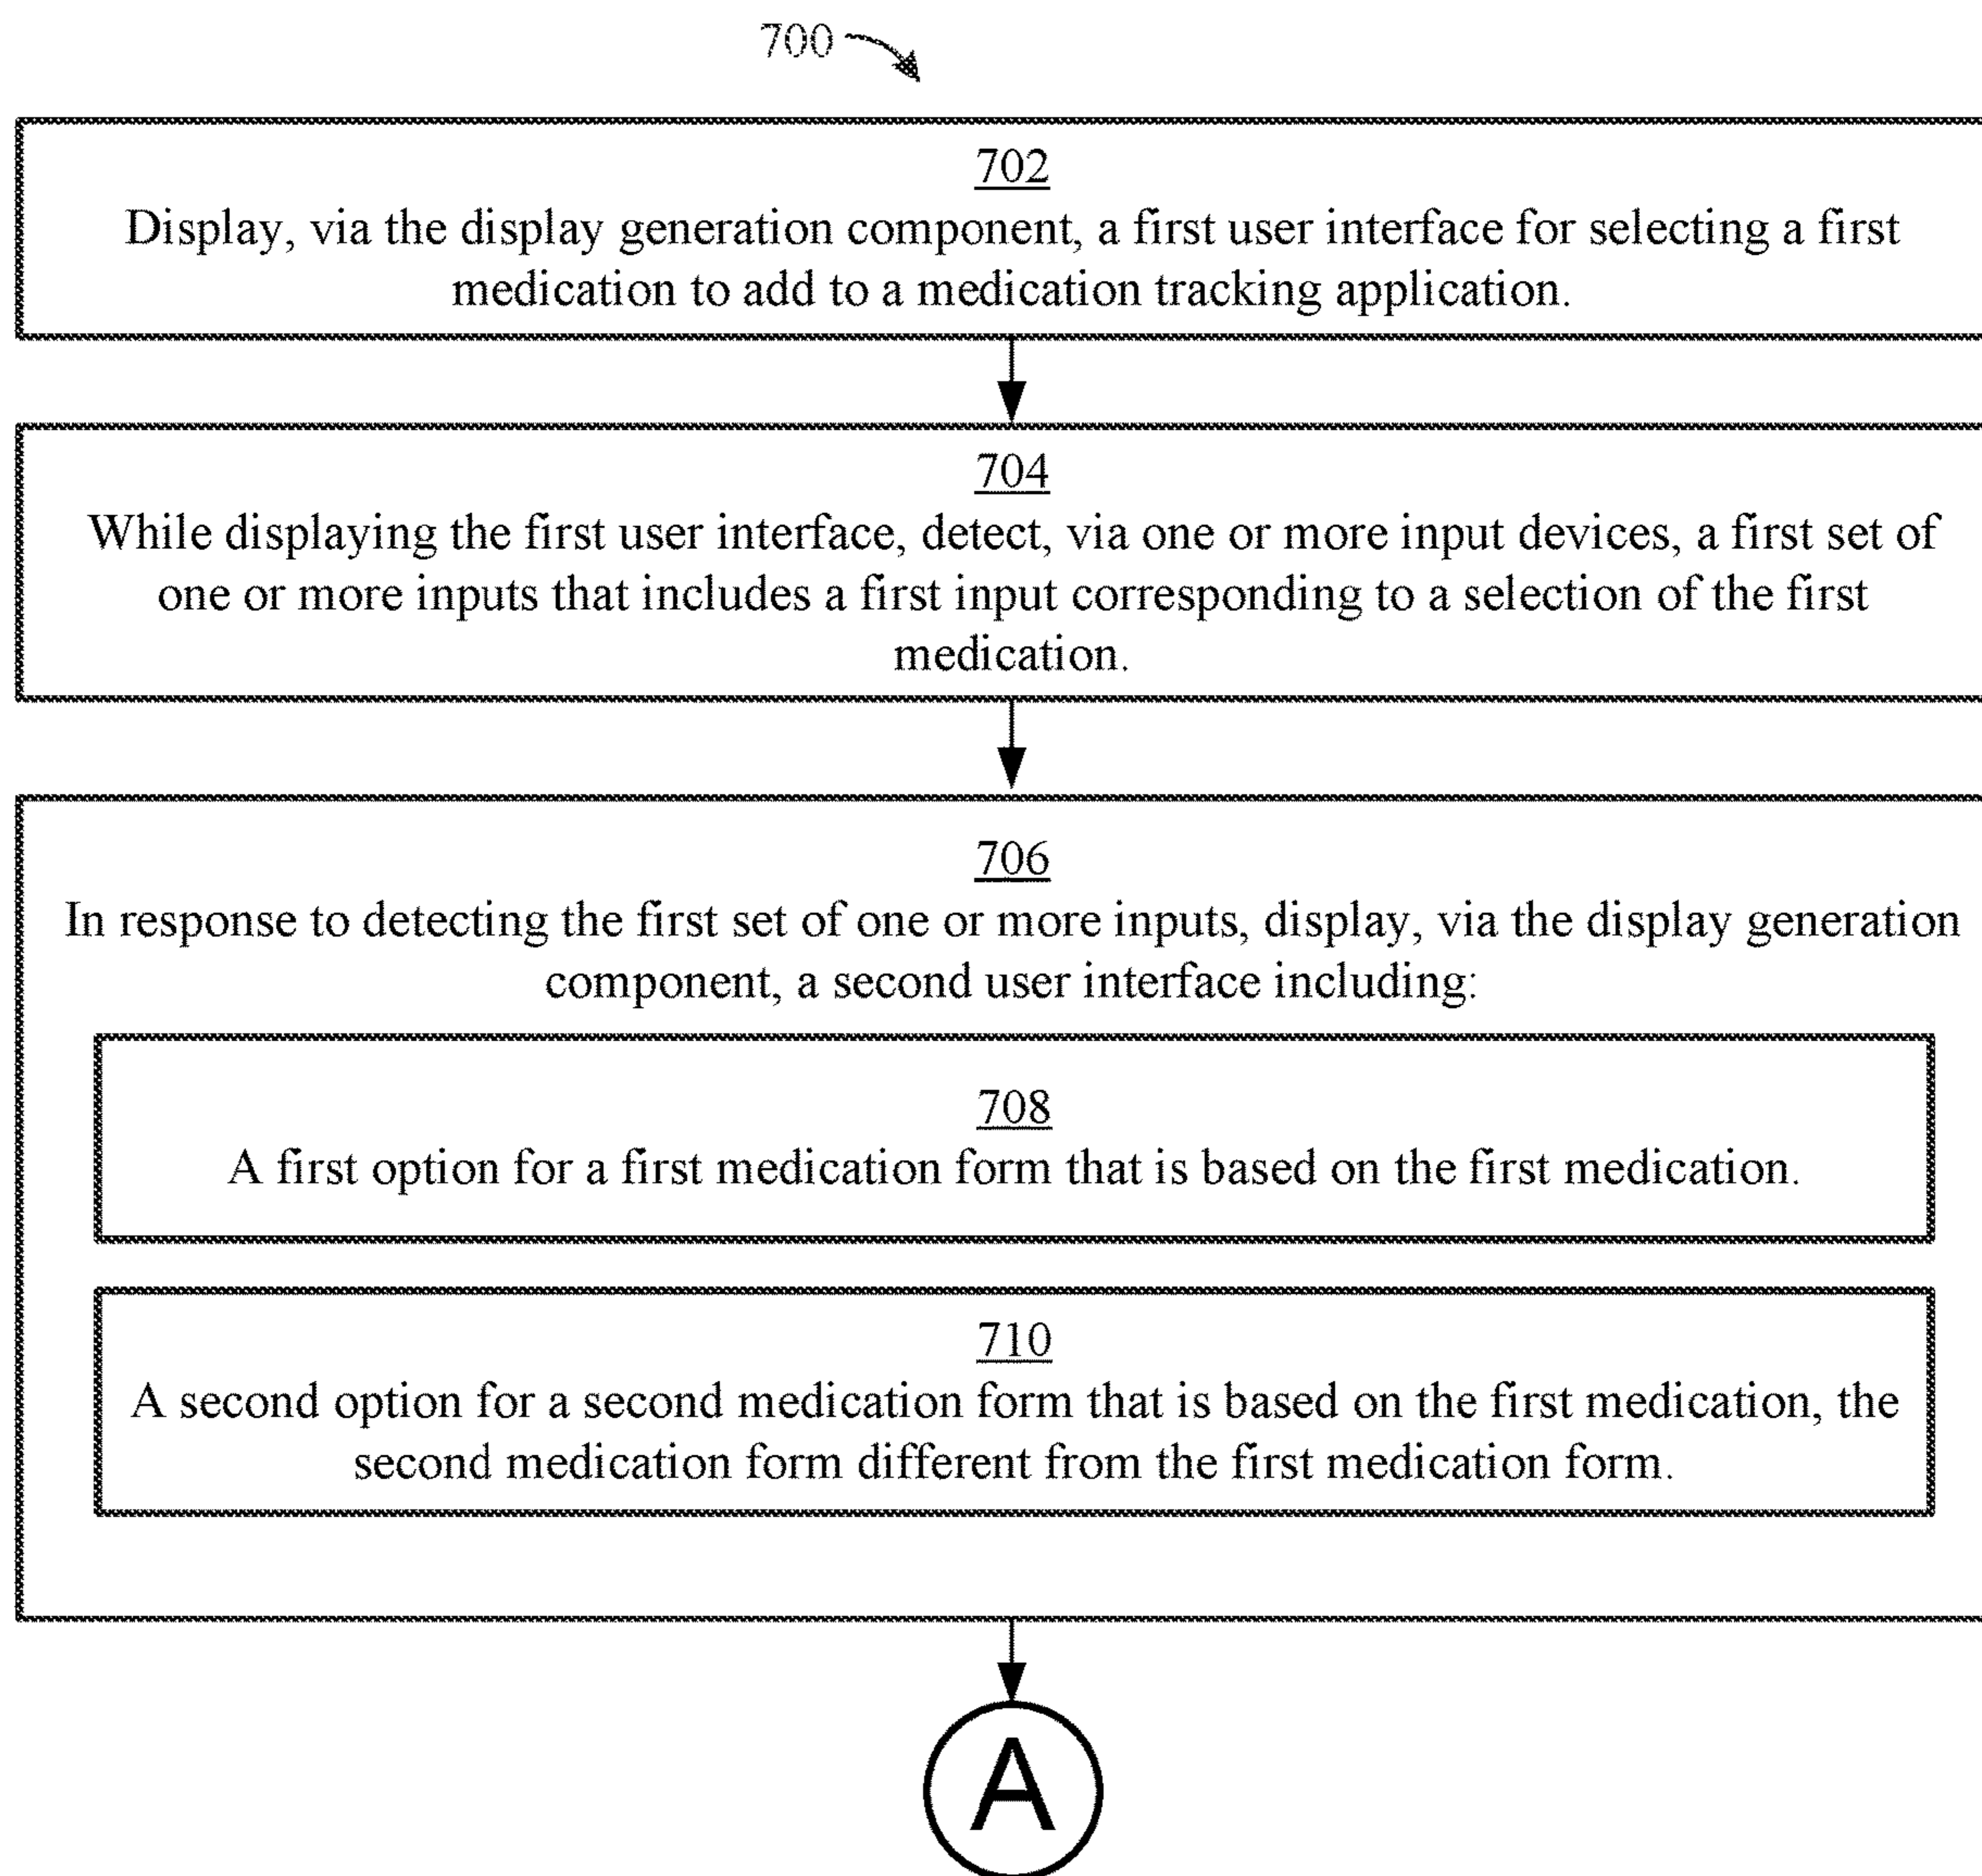 700
702
Display, via the display generation component, a first user interface for selecting a first
medication to add to a medication tracking application.
704
While displaying the first user interface, detect, via one or more input devices, a first set of
one or more inputs that includes a first input corresponding to a selection of the first
medication.
706
In response to detecting the first set of one or more inputs, display, via the display generation
component, a second user interface including:
708
A first option for a first medication form that is based on the first medication.
710
A second option for a second medication form that is based on the first medication, the
second medication form different from the first medication form.
A